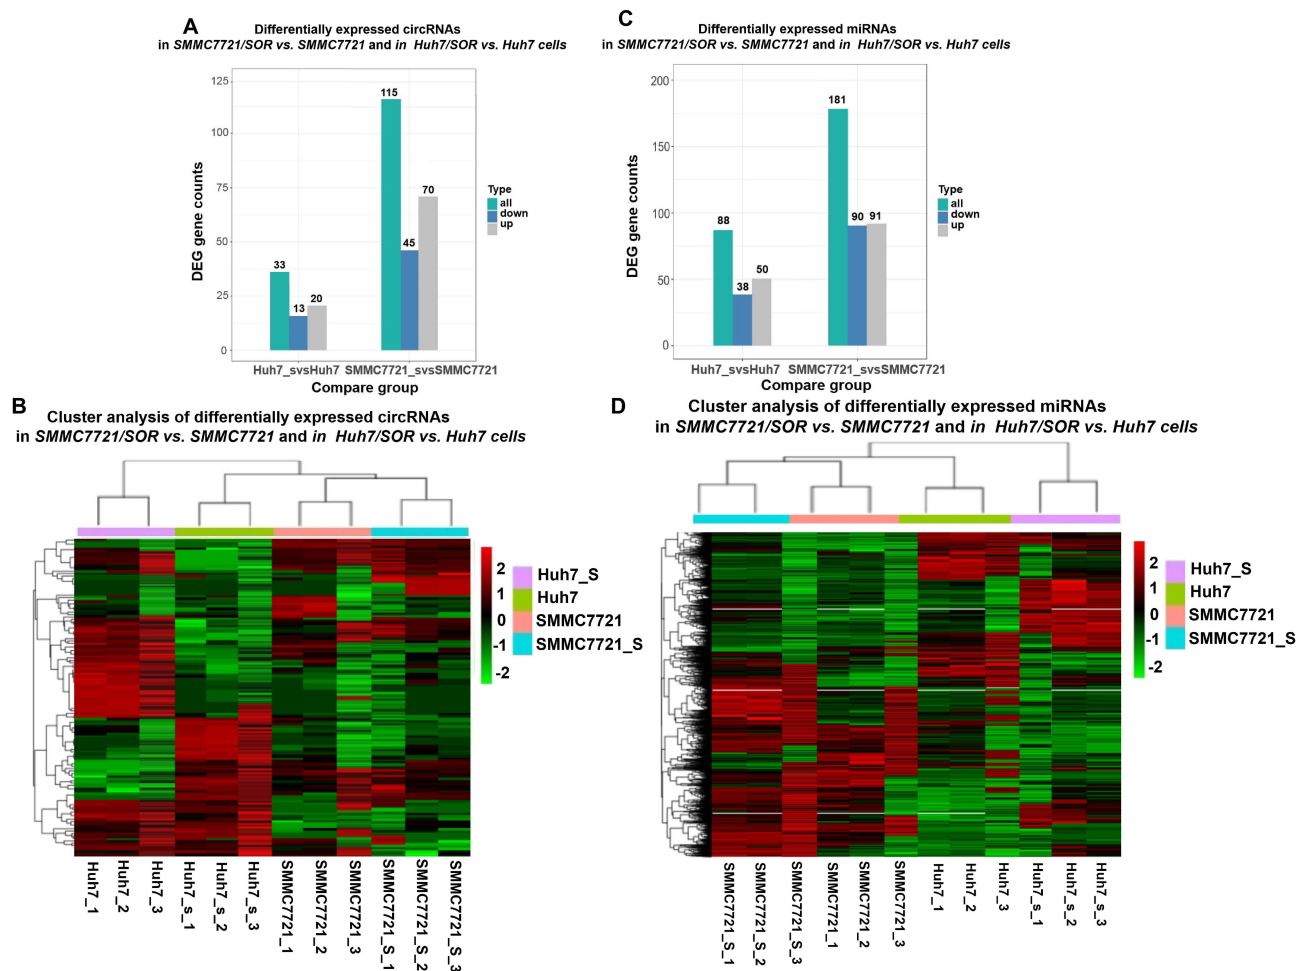 A
Differentially expressed circRNAs
in SMMC7721/SOR vs. SMMC7721 and in Huh7/SOR vs. Huh7 cells
DEG gene counts
125
100
75
50
25
0
33
13
20
115
45
70
Huh7_svsHuh7
SMMC7721_svsSMMC7721
Compare group
Type
all
down
up
C
Differentially expressed miRNAs
in SMMC7721/SOR vs. SMMC7721 and in Huh7/SOR vs. Huh7 cells
DEG gene counts
200
150
100
50
0
88
38
50
181
90
91
Huh7_svsHuh7
SMMC7721_svsSMMC7721
Compare group
Type
all
down
up
B
Cluster analysis of differentially expressed circRNAs
in SMMC7721/SOR vs. SMMC7721 and in Huh7/SOR vs. Huh7 cells
2
1
0
-1
-2
Huh7_S
Huh7
SMMC7721
SMMC7721_S
Huh7_1
Huh7_2
Huh7_3
Huh7_s_1
Huh7_s_2
Huh7_s_3
SMMC7721_1
SMMC7721_2
SMMC7721_3
SMMC7721_S_1
SMMC7721_S_2
SMMC7721_S_3
D
Cluster analysis of differentially expressed miRNAs
in SMMC7721/SOR vs. SMMC7721 and in Huh7/SOR vs. Huh7 cells
2
1
0
-1
-2
Huh7_S
Huh7
SMMC7721
SMMC7721_S
SMMC7721_S_1
SMMC7721_S_2
SMMC7721_S_3
SMMC7721_1
SMMC7721_2
SMMC7721_3
Huh7_1
Huh7_2
Huh7_3
Huh7_s_1
Huh7_s_2
Huh7_s_3